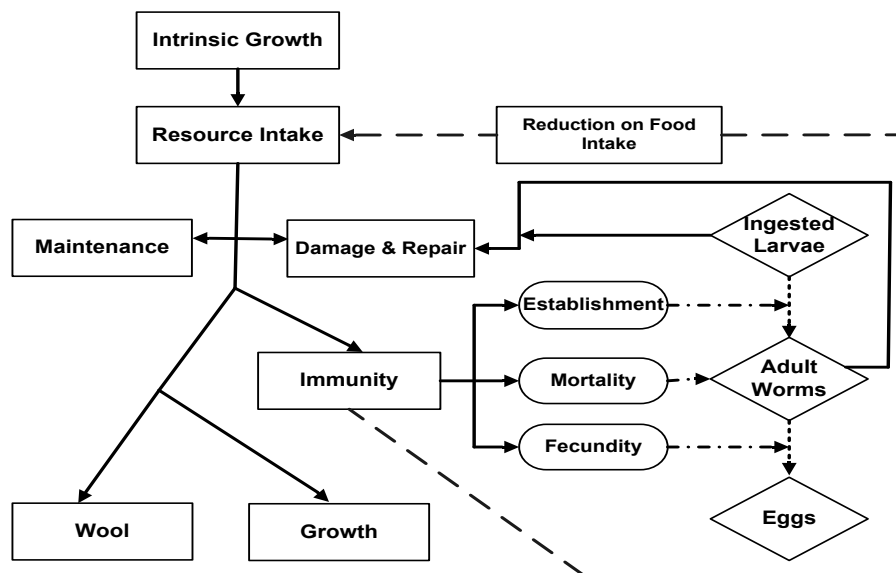 Intrinsic Growth
Resource Intake
Reduction on Food
Intake
Maintenance
Damage & Repair
Ingested
Larvae
Establishment
Immunity
Mortality
Adult
Worms
Fecundity
Wool
Growth
Eggs